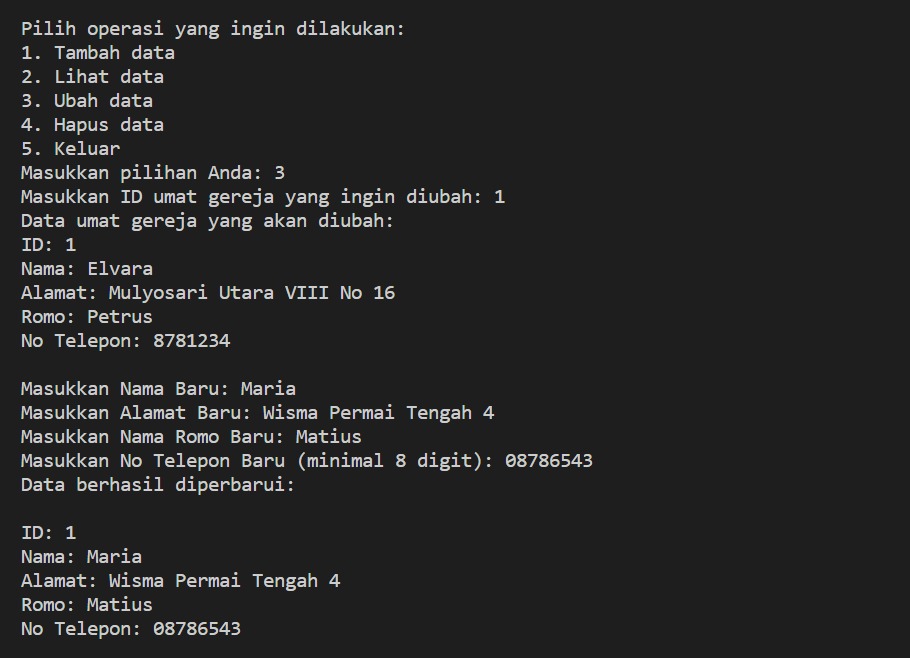 Pilih operasi yang ingin dilakukan:
1. Tambah data
2. Lihat data
3. Ubah data
4. Hapus data
5. Keluar
Masukkan pilihan Anda: 3
Masukkan ID umat gereja yang ingin diubah: 1
Data umat gereja yang akan diubah:
ID: 1
Nama: Elvara
Alamat: Mulyosari Utara VIII No 16
Romo: Petrus
No Telepon: 8781234
Masukkan Nama Baru: Maria
Masukkan Alamat Baru: Wisma Permai Tengah 4
Masukkan Nama Romo Baru: Matius
Masukkan No Telepon Baru (minimal 8 digit): 08786543
Data berhasil diperbarui:
ID: 1
Nama: Maria
Alamat: Wisma Permai Tengah 4
Romo: Matius
No Telepon: 08786543